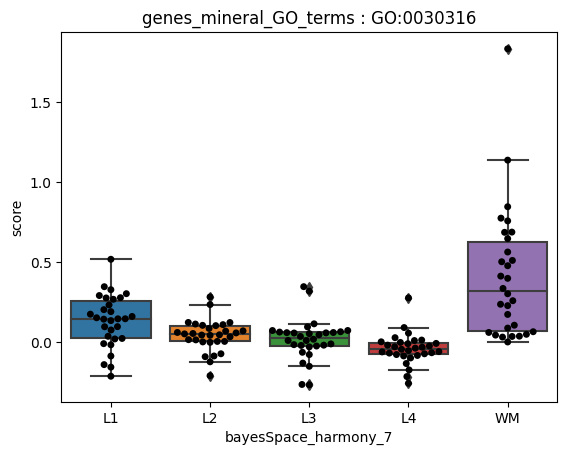 genes_mineral_GO_terms : GO:0030316
score
1.5
1.0
0.5
0.0
L1 L2 L3 L4 WM
bayesSpace_harmony_7